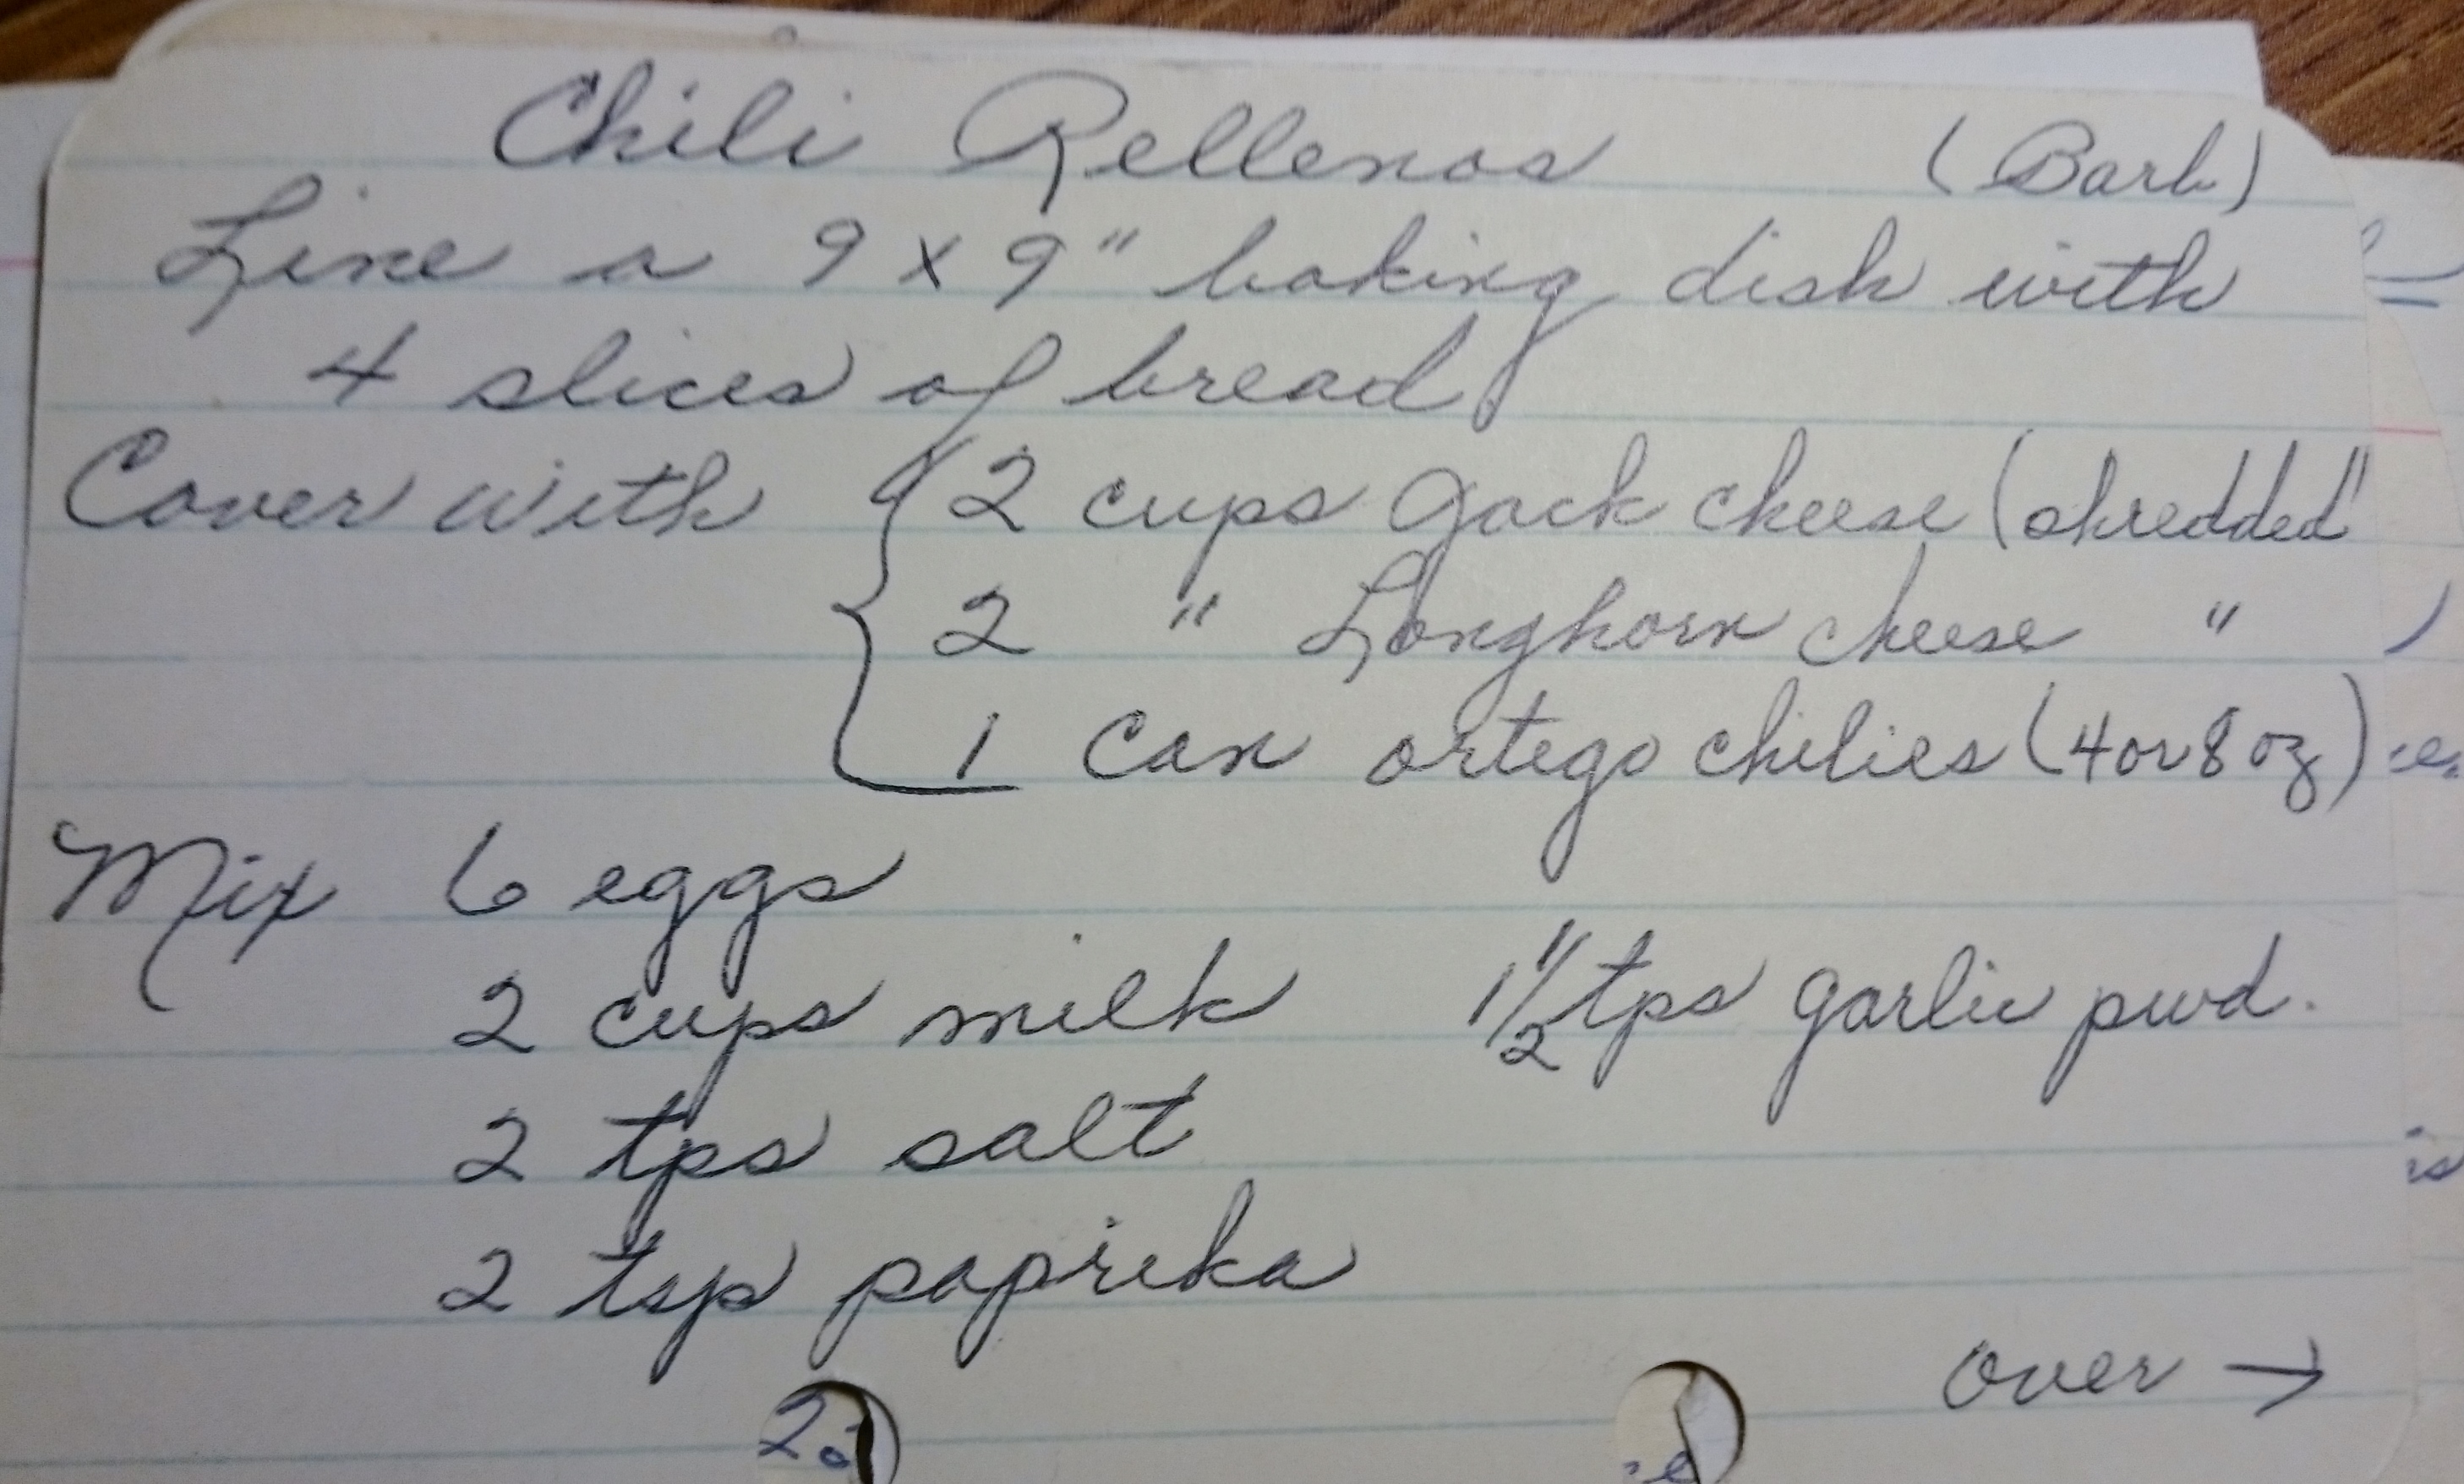 Chili Rellenos (Barb)
Line a 9 x 9" baking dish with
4 slices of bread
Cover with { 2 cups Jack cheese (shredded
2 " Longhorn cheese " )
1 can ortego chilies (4 or 8 oz)
Mix 6 eggs
2 cups milk 1 1/2 tps garlic pwd.
2 tps salt
2 tsp paprika
over →